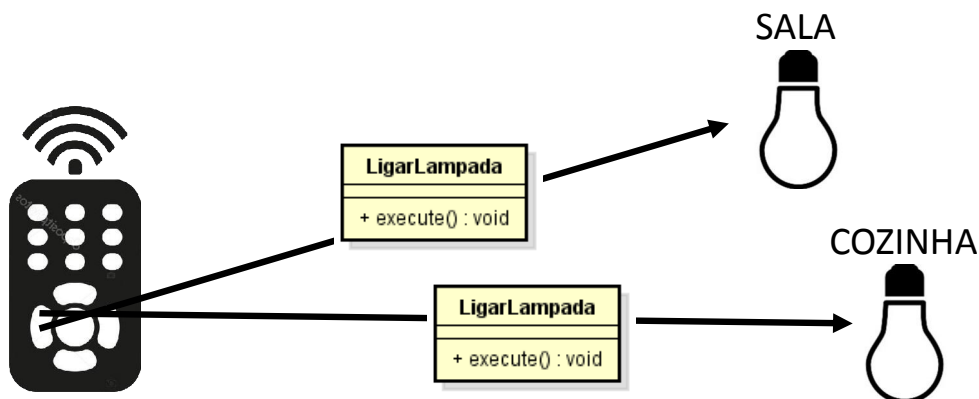 SALA
LigarLampada
+ execute() : void
COZINHA
LigarLampada
+ execute() : void